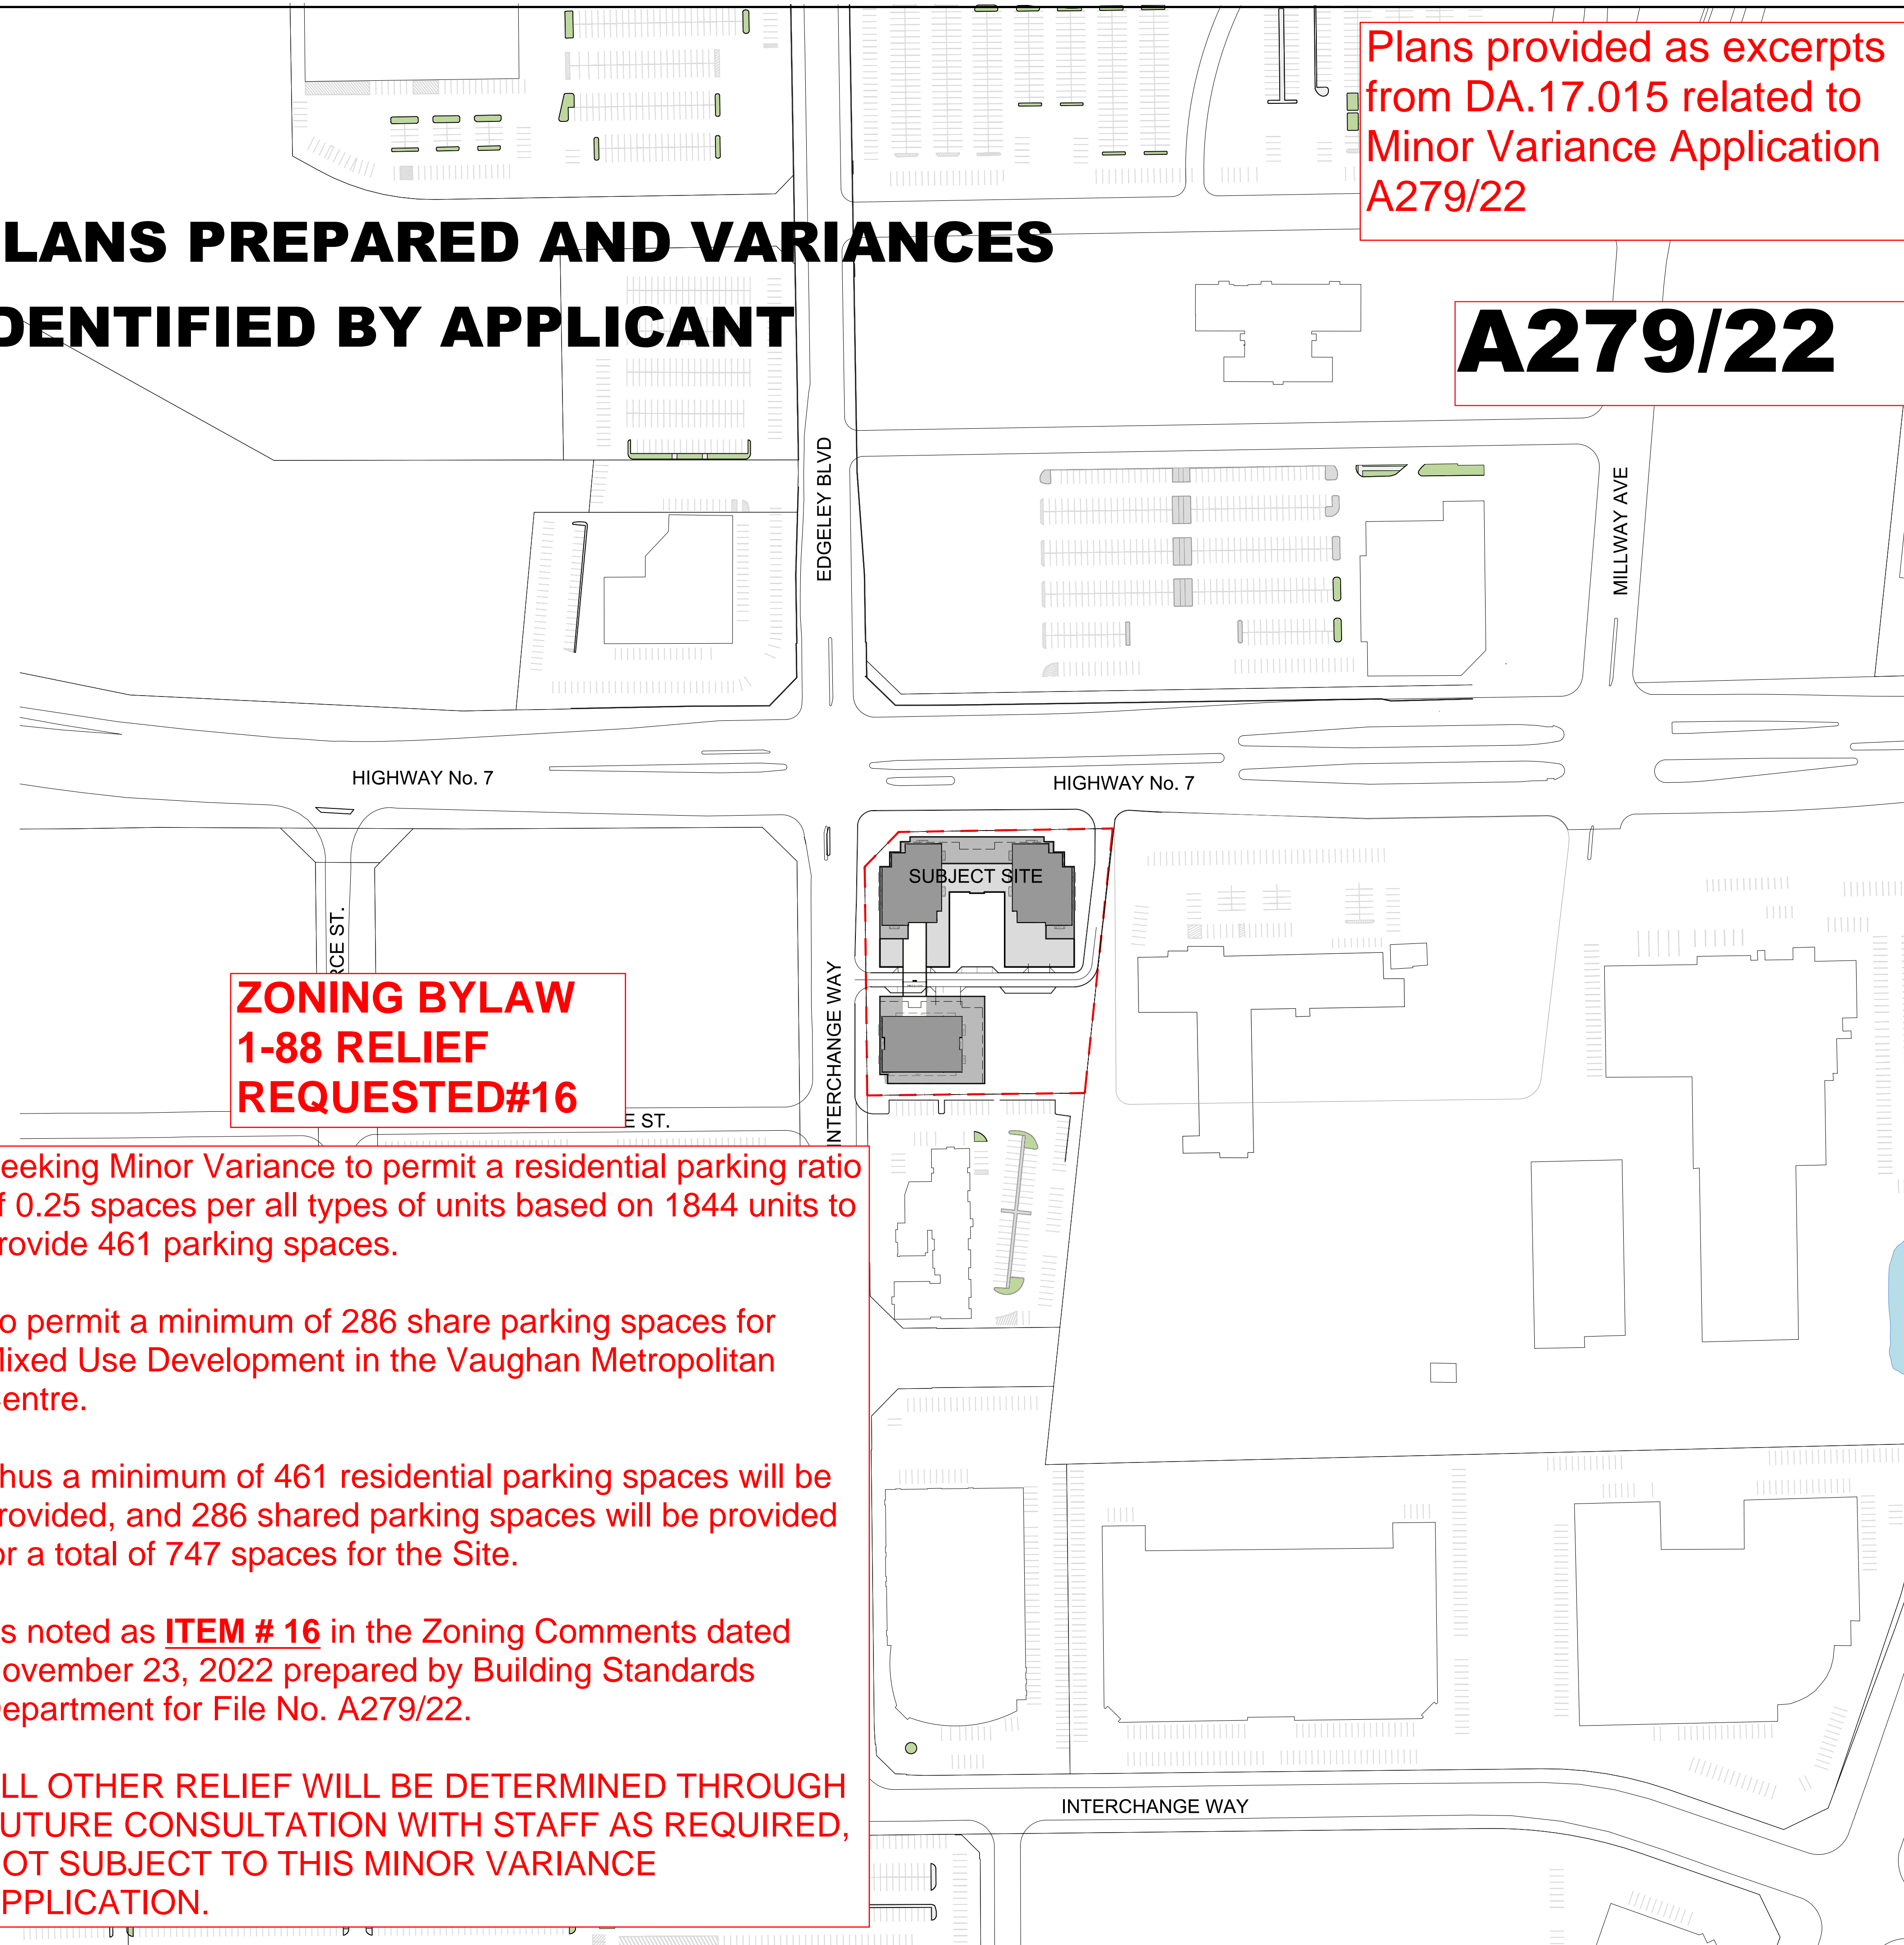 Plans provided as excerpts
from DA.17.015 related to
Minor Variance Application
A279/22
LANS PREPARED AND VARIANCES
DENTIFIED BY APPLICANT
A279/22
EDGELEY BLVD
MILLWAY AVE
HIGHWAY No. 7
HIGHWAY No. 7
SUBJECT SITE
RCE ST.
INTERCHANGE WAY
ZONING BYLAW
1-88 RELIEF
REQUESTED#16
E ST.
eeking Minor Variance to permit a residential parking ratio
f 0.25 spaces per all types of units based on 1844 units to
rovide 461 parking spaces.
o permit a minimum of 286 share parking spaces for
ixed Use Development in the Vaughan Metropolitan
entre.
hus a minimum of 461 residential parking spaces will be
rovided, and 286 shared parking spaces will be provided
or a total of 747 spaces for the Site.
s noted as ITEM # 16 in the Zoning Comments dated
ovember 23, 2022 prepared by Building Standards
epartment for File No. A279/22.
LL OTHER RELIEF WILL BE DETERMINED THROUGH
UTURE CONSULTATION WITH STAFF AS REQUIRED,
OT SUBJECT TO THIS MINOR VARIANCE
PPLICATION.
INTERCHANGE WAY